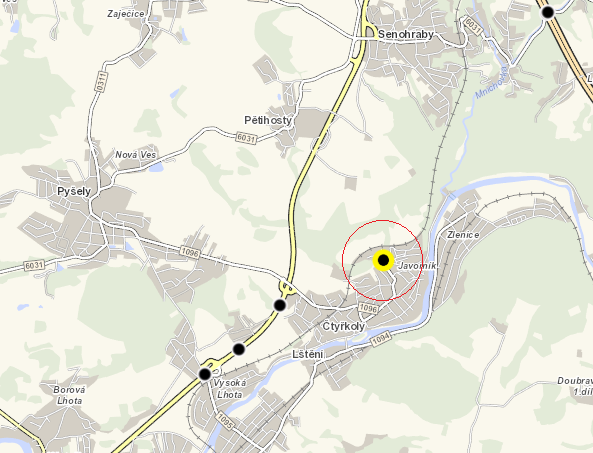 Zaječice
Senohraby
6031
0311
Mnichovka
Pětihosty
6031
Nová Ves
Pyšely
Zlenice
1096
6031
Javorník
1096
Čtyřkoly
1094
Lštění
Vysoká
Lhota
Borová
Lhota
Doubrav
1.díl
1095